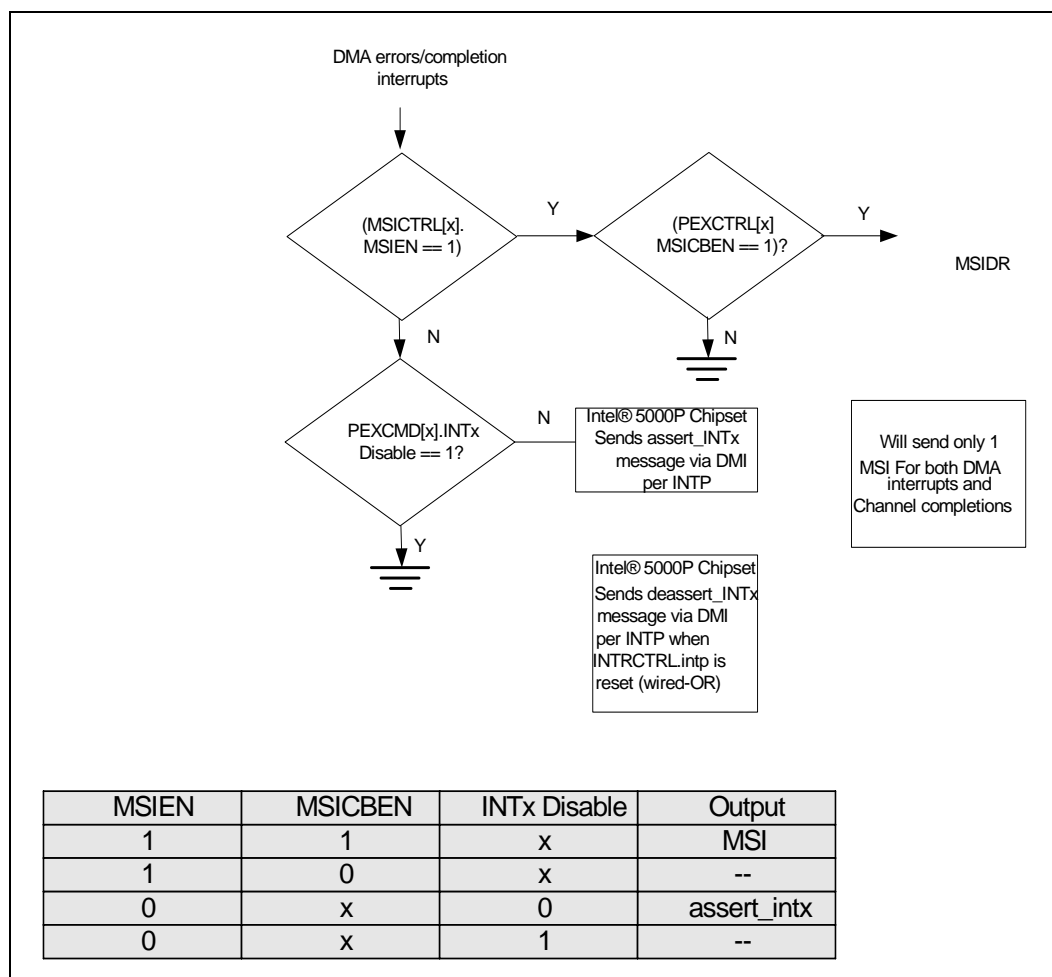 DMA errors/completion
interrupts
(MSICTRL[x].
MSIEN == 1)
Y
(PEXCTRL[x]
MSICBEN == 1)?
Y
MSIDR
N
N
PEXCMD[x].INTx
Disable == 1?
N
Intel® 5000P Chipset
Sends assert_INTx
message via DMI
per INTP
Will send only 1
MSI For both DMA
interrupts and
Channel completions
Y
Intel® 5000P Chipset
Sends deassert_INTx
message via DMI
per INTP when
INTRCTRL.intp is
reset (wired-OR)
MSIEN MSICBEN INTx Disable Output
1 1 x MSI
1 0 x --
0 x 0 assert_intx
0 x 1 --